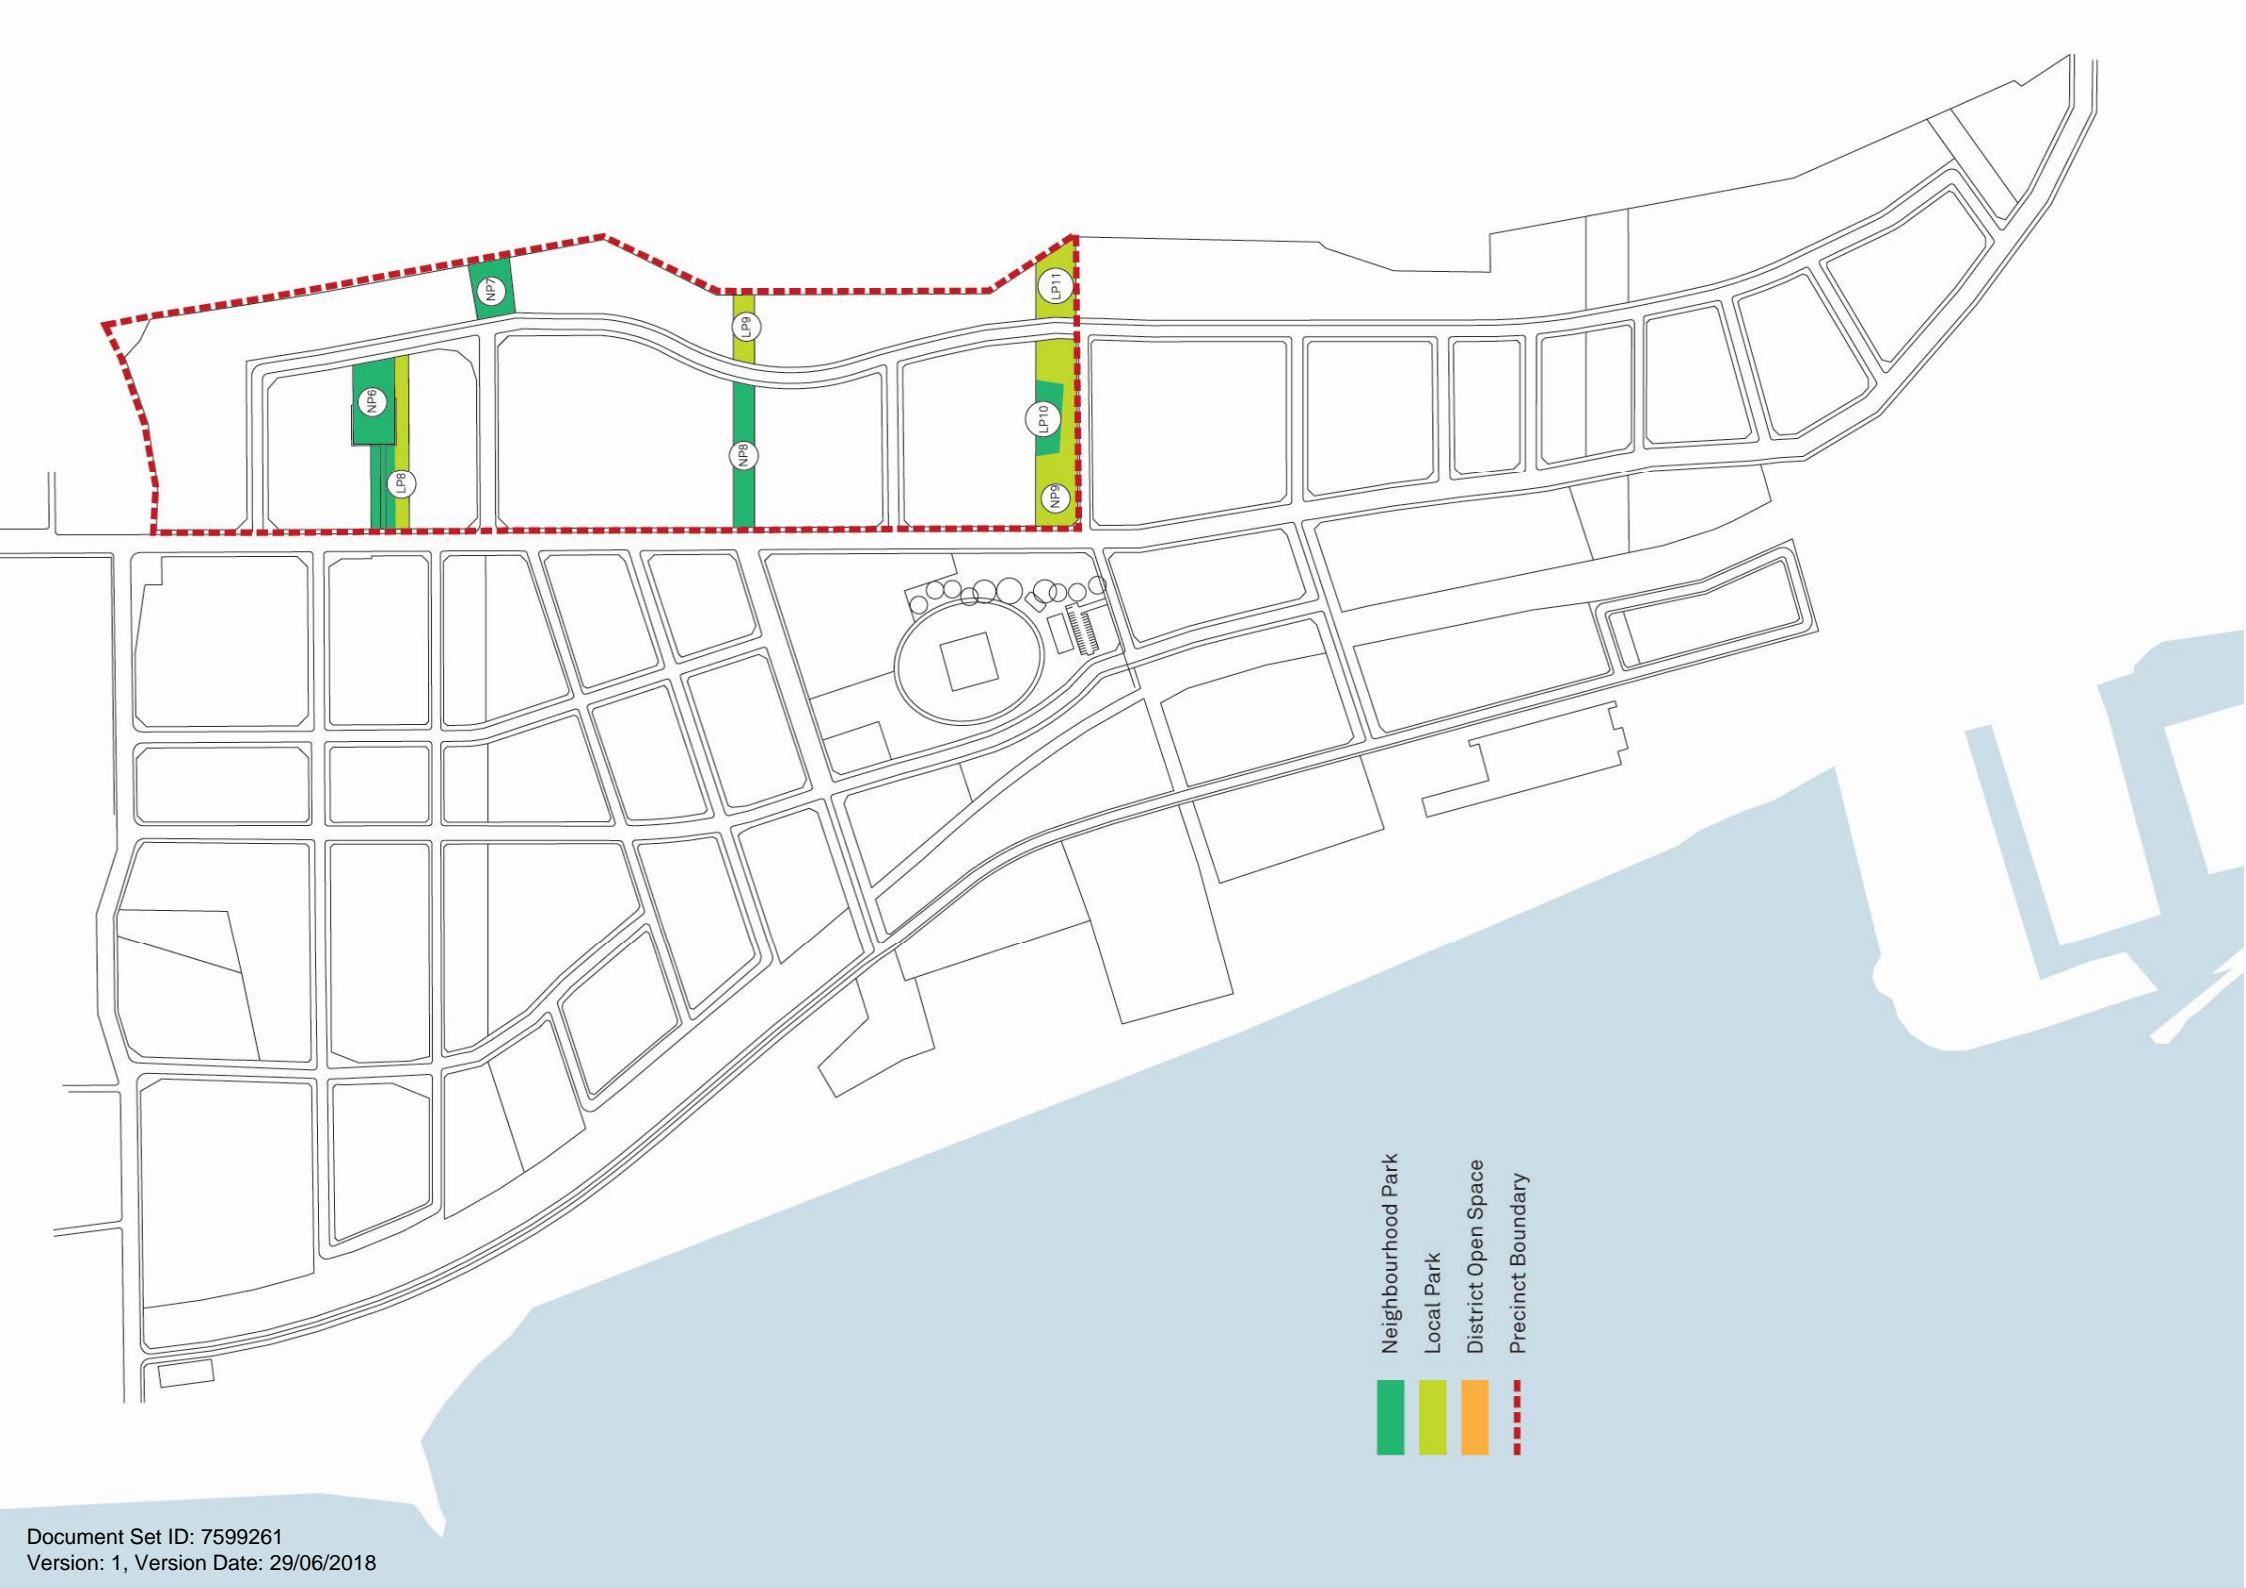 NP7
LP9
LP11
NP6
LP10
NP8
LP8
NP9
Neighbourhood Park
Local Park
District Open Space
Precinct Boundary
Document Set ID: 7599261
Version: 1, Version Date: 29/06/2018